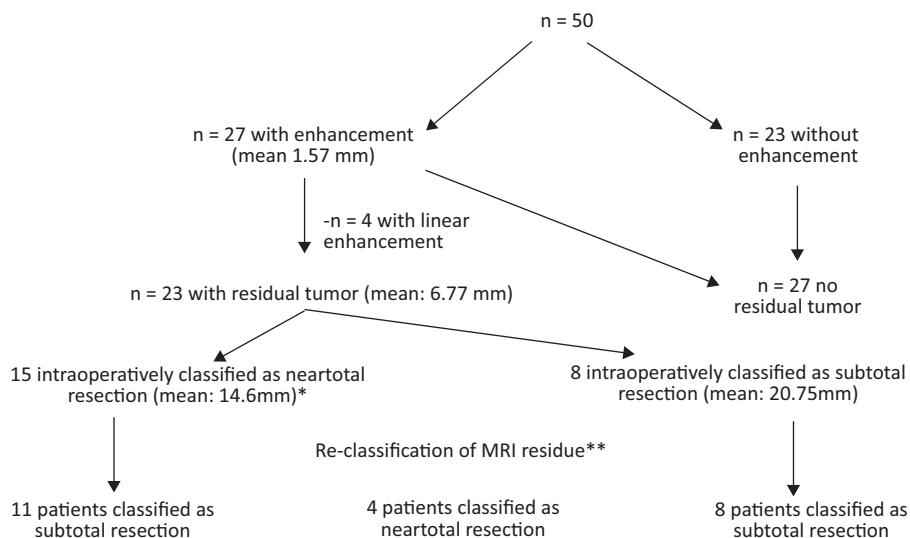 n = 50
n = 27 with enhancement
(mean 1.57 mm)
n = 23 without
enhancement
-n = 4 with linear
enhancement
n = 23 with residual tumor (mean: 6.77 mm)
n = 27 no
residual tumor
15 intraoperatively classified as neartotal
resection (mean: 14.6mm)*
8 intraoperatively classified as subtotal
resection (mean: 20.75mm)
Re-classification of MRI residue**
11 patients classified as
subtotal resection
4 patients classified as
neartotal resection
8 patients classified as
subtotal resection